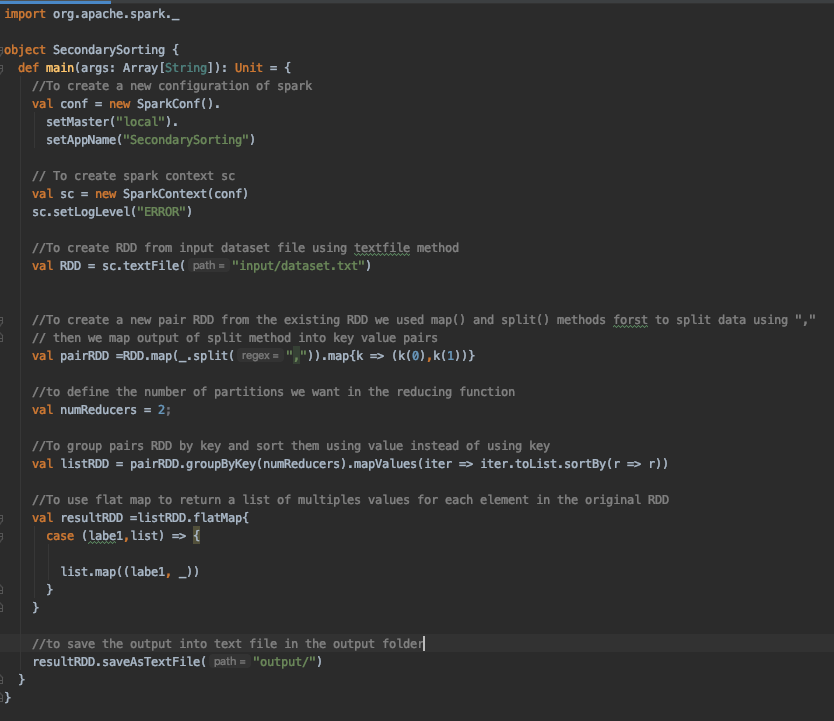 import org.apache.spark._
object SecondarySorting {
def main(args: Array[String]): Unit = {
//To create a new configuration of spark
val conf = new SparkConf().
setMaster("local").
setAppName("SecondarySorting")
// To create spark context sc
val sc = new SparkContext(conf)
sc.setLogLevel("ERROR")
//To create RDD from input dataset file using textfile method
val RDD = sc.textFile( path = "input/dataset.txt")
//To create a new pair RDD from the existing RDD we used map() and split() methods forst to split data using ","
// then we map output of split method into key value pairs
val pairRDD =RDD.map(_.split( regex = ",")).map{k => (k(0),k(1))}
//to define the number of partitions we want in the reducing function
val numReducers = 2;
//To group pairs RDD by key and sort them using value instead of using key
val listRDD = pairRDD.groupByKey(numReducers).mapValues(iter => iter.toList.sortBy(r => r))
//To use flat map to return a list of multiples values for each element in the original RDD
val resultRDD =listRDD.flatMap{
case (labe1,list) => {
list.map((labe1, _))
}
}
//to save the output into text file in the output folder
resultRDD.saveAsTextFile( path = "output/")
}
}